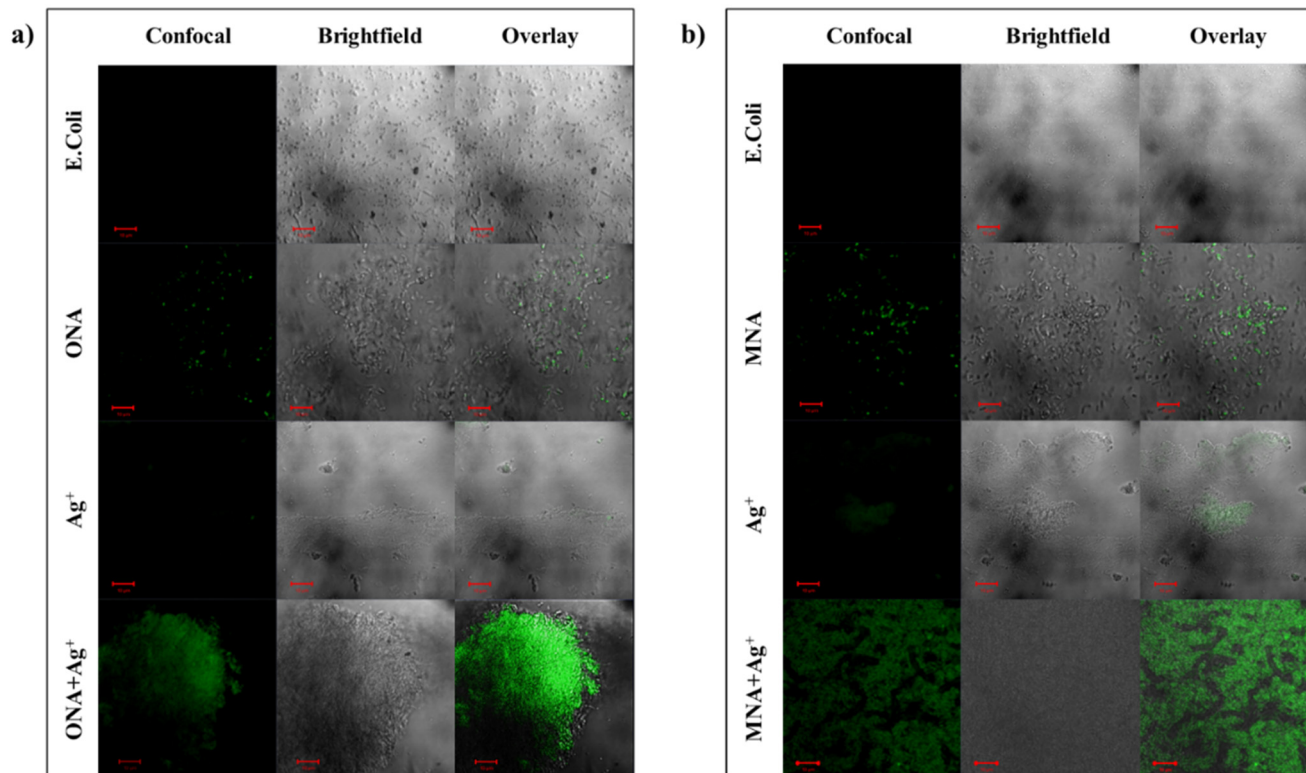 a)
Confocal Brightfield Overlay
E.Coli
ONA
Ag⁺
ONA+Ag⁺
b)
Confocal Brightfield Overlay
E.Coli
MNA
Ag⁺
MNA+Ag⁺